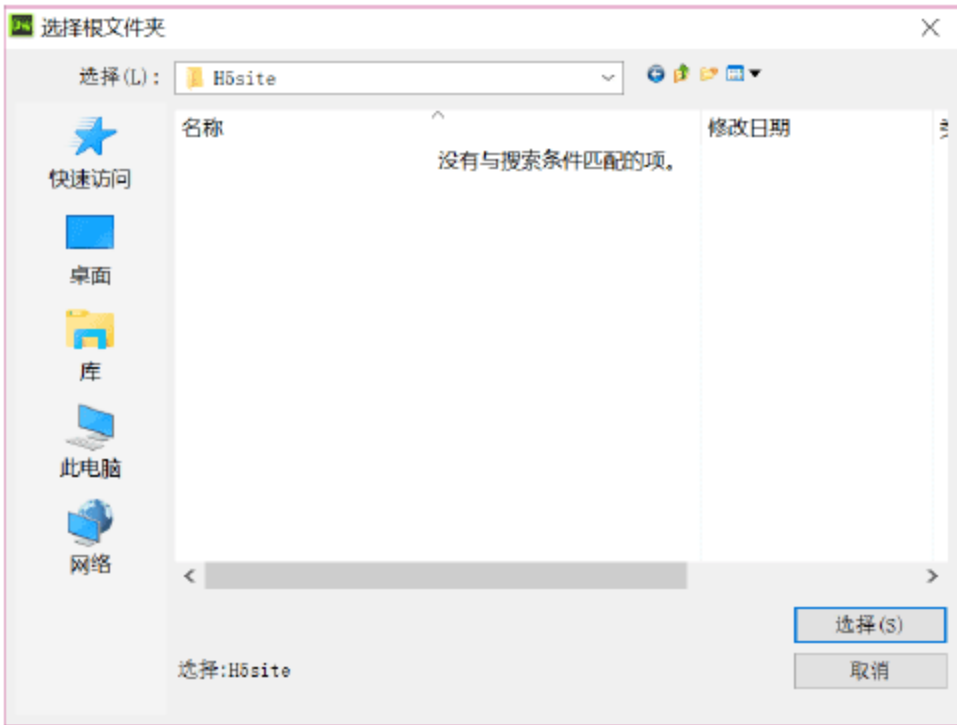 选择根文件夹
选择(L): H5site
名称 修改日期
没有与搜索条件匹配的项。
快速访问
桌面
库
此电脑
网络
选择(S)
选择:H5site
取消